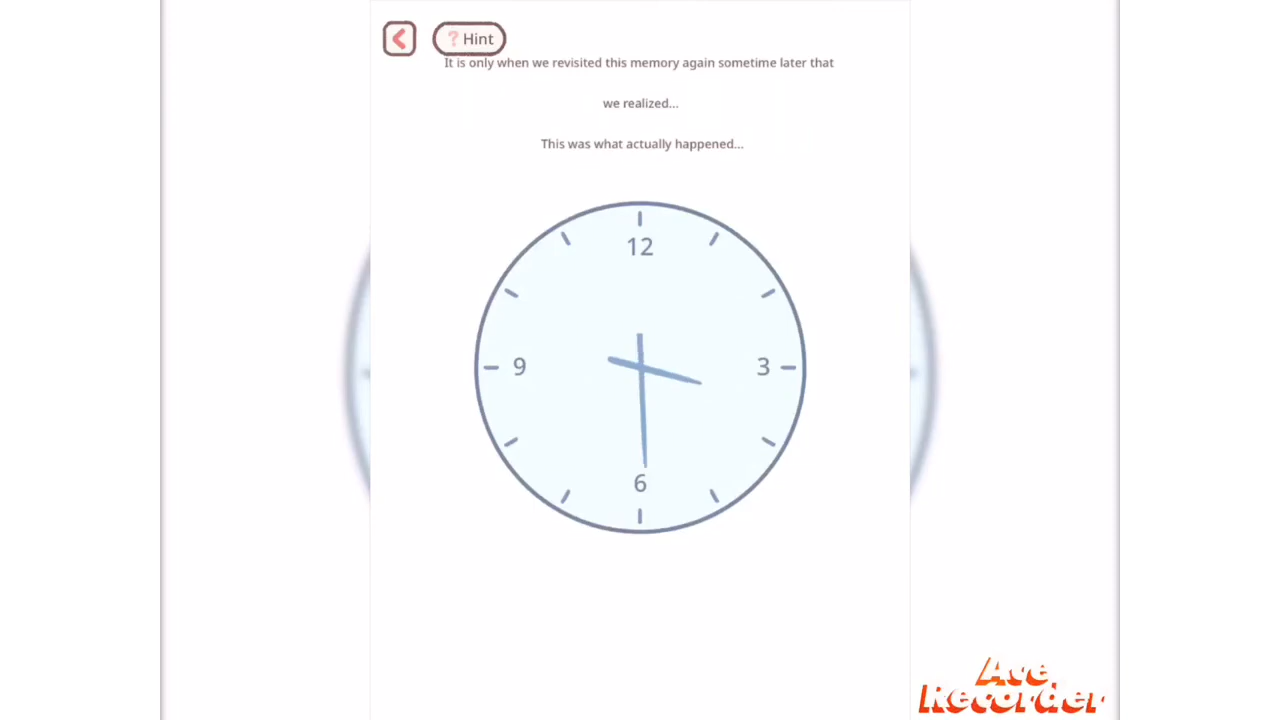 Hint
It is only when we revisited this memory again sometime later that
we realized...
This was what actually happened...
12
9
3
6
Ace
Recorder